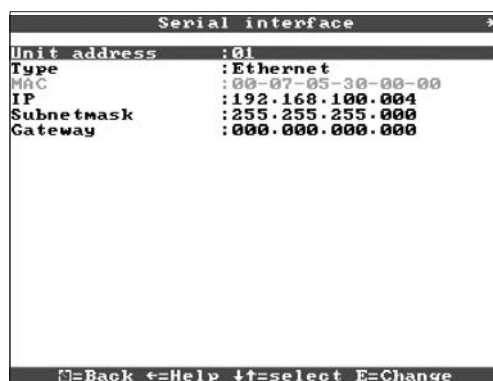 Serial interface *
Unit address :01
Type :Ethernet
MAC :00-07-05-30-00-00
IP :192.168.100.004
Subnetmask :255.255.255.000
Gateway :000.000.000.000
=Back ←=Help ↓↑=select E=Change